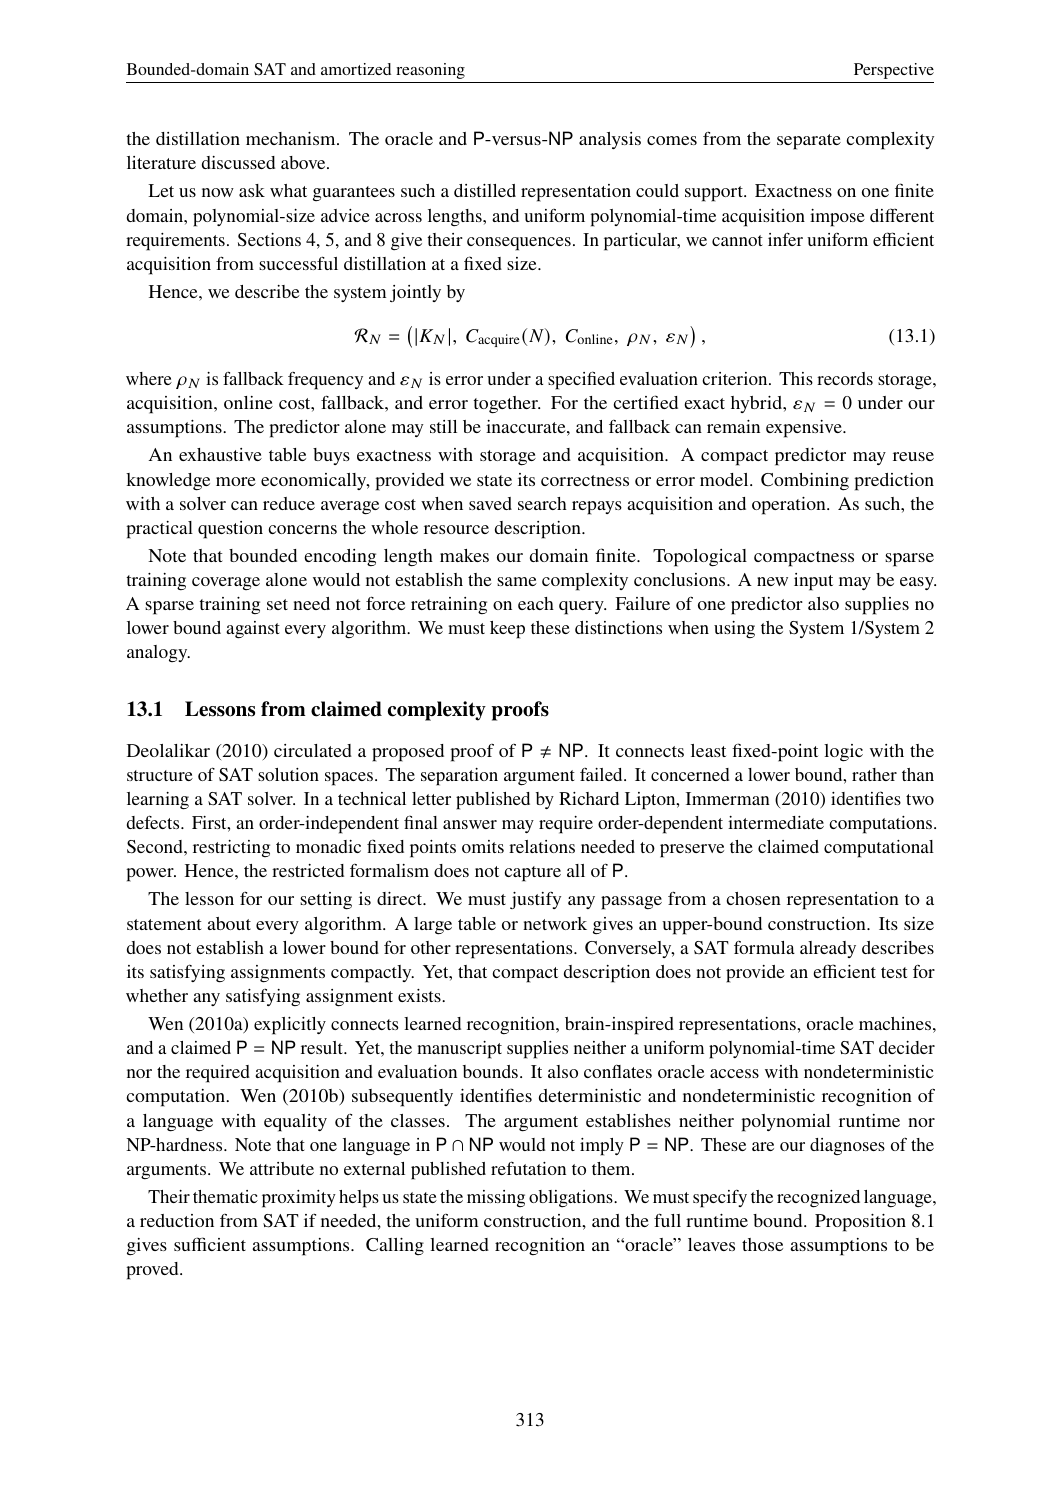 Bounded-domain SAT and amortized reasoning Perspective
the distillation mechanism. The oracle and P-versus-NP analysis comes from the separate complexity
literature discussed above.
Let us now ask what guarantees such a distilled representation could support. Exactness on one finite
domain, polynomial-size advice across lengths, and uniform polynomial-time acquisition impose different
requirements. Sections 4, 5, and 8 give their consequences. In particular, we cannot infer uniform efficient
acquisition from successful distillation at a fixed size.
Hence, we describe the system jointly by
ℛ_N = (|K_N|, C_acquire(N), C_online, ρ_N, ε_N), (13.1)
where ρ_N is fallback frequency and ε_N is error under a specified evaluation criterion. This records storage,
acquisition, online cost, fallback, and error together. For the certified exact hybrid, ε_N = 0 under our
assumptions. The predictor alone may still be inaccurate, and fallback can remain expensive.
An exhaustive table buys exactness with storage and acquisition. A compact predictor may reuse
knowledge more economically, provided we state its correctness or error model. Combining prediction
with a solver can reduce average cost when saved search repays acquisition and operation. As such, the
practical question concerns the whole resource description.
Note that bounded encoding length makes our domain finite. Topological compactness or sparse
training coverage alone would not establish the same complexity conclusions. A new input may be easy.
A sparse training set need not force retraining on each query. Failure of one predictor also supplies no
lower bound against every algorithm. We must keep these distinctions when using the System 1/System 2
analogy.
13.1 Lessons from claimed complexity proofs
Deolalikar (2010) circulated a proposed proof of P ≠ NP. It connects least fixed-point logic with the
structure of SAT solution spaces. The separation argument failed. It concerned a lower bound, rather than
learning a SAT solver. In a technical letter published by Richard Lipton, Immerman (2010) identifies two
defects. First, an order-independent final answer may require order-dependent intermediate computations.
Second, restricting to monadic fixed points omits relations needed to preserve the claimed computational
power. Hence, the restricted formalism does not capture all of P.
The lesson for our setting is direct. We must justify any passage from a chosen representation to a
statement about every algorithm. A large table or network gives an upper-bound construction. Its size
does not establish a lower bound for other representations. Conversely, a SAT formula already describes
its satisfying assignments compactly. Yet, that compact description does not provide an efficient test for
whether any satisfying assignment exists.
Wen (2010a) explicitly connects learned recognition, brain-inspired representations, oracle machines,
and a claimed P = NP result. Yet, the manuscript supplies neither a uniform polynomial-time SAT decider
nor the required acquisition and evaluation bounds. It also conflates oracle access with nondeterministic
computation. Wen (2010b) subsequently identifies deterministic and nondeterministic recognition of
a language with equality of the classes. The argument establishes neither polynomial runtime nor
NP-hardness. Note that one language in P ∩ NP would not imply P = NP. These are our diagnoses of the
arguments. We attribute no external published refutation to them.
Their thematic proximity helps us state the missing obligations. We must specify the recognized language,
a reduction from SAT if needed, the uniform construction, and the full runtime bound. Proposition 8.1
gives sufficient assumptions. Calling learned recognition an “oracle” leaves those assumptions to be
proved.
313